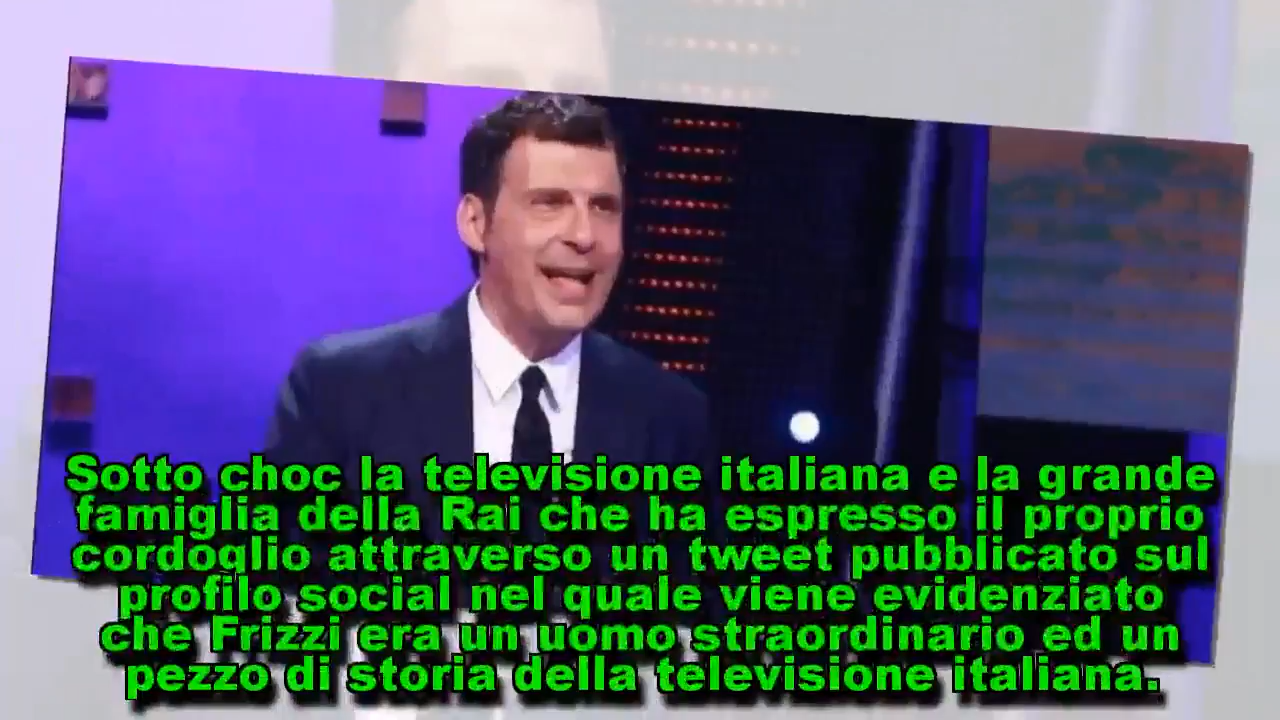 Sotto choc la televisione italiana e la grande
famiglia della Rai che ha espresso il proprio
cordoglio attraverso un tweet pubblicato sul
profilo social nel quale viene evidenziato
che Frizzi era un uomo straordinario ed un
pezzo di storia della televisione italiana.